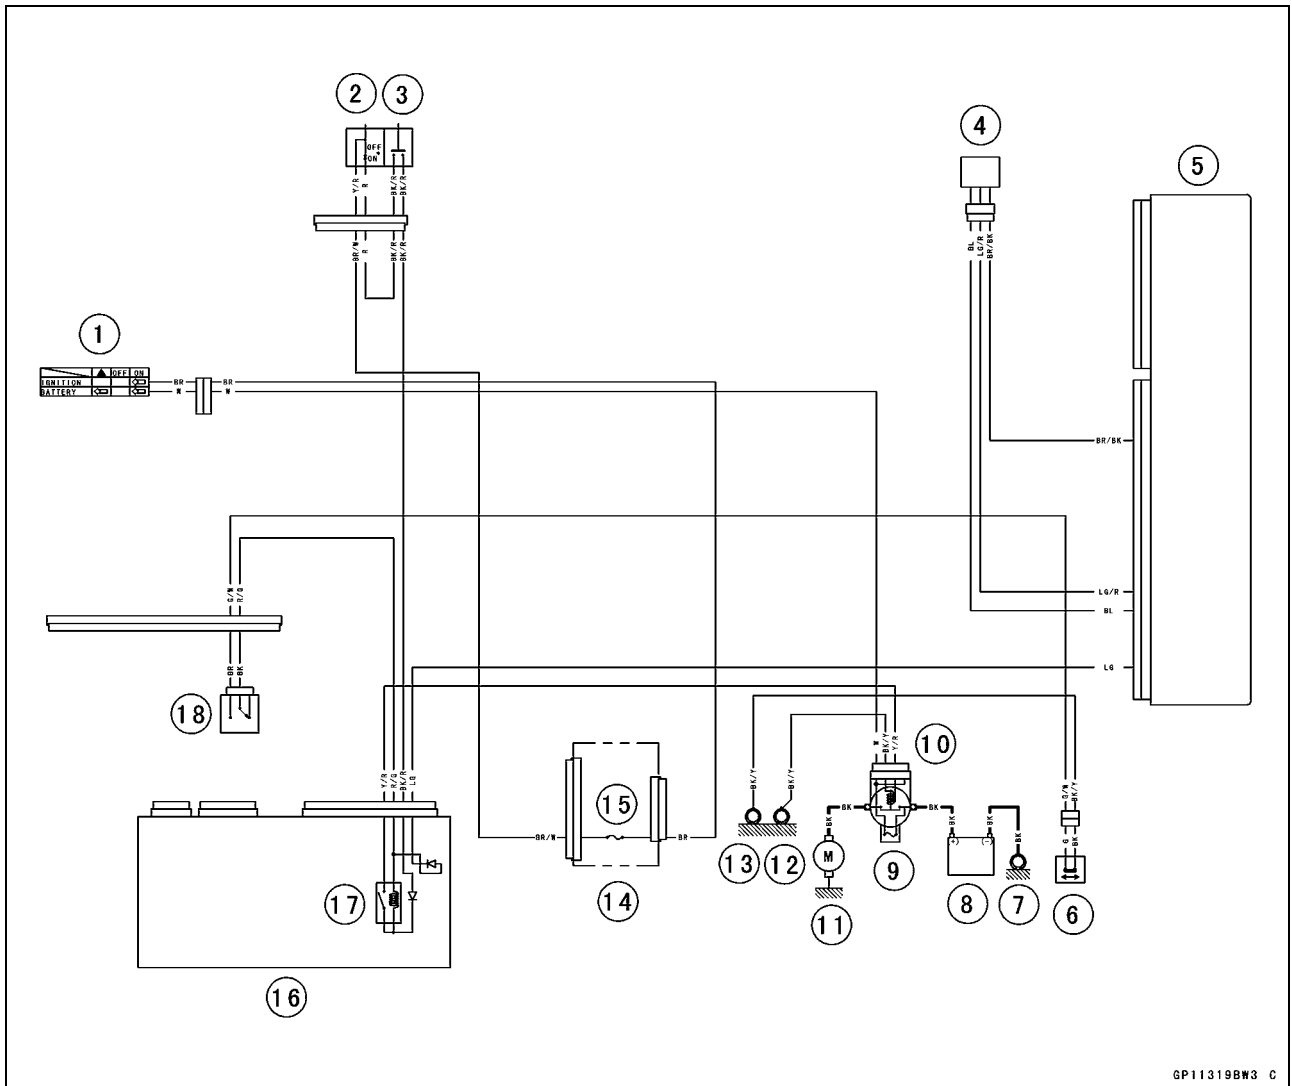 2 3
4
5
OFF
ON
Y/R R BK/R BK/R
BR/W R BK/R BK/R
BL LG/R BR/BK
1
OFF ON
IGNITION
BATTERY
BR BR
W W
BR/BK
G/W R/G
LG/R
BL
BR BK
LG
18
Y/R R/G BK/R LG
W BK/Y Y/R
10
BK/Y BK/Y
G/W BK/Y
15
BR/W BR
BK BK
BK BK BK
(+) (-)
G BK
M
13 12 9
17
14
11
8 7 6
16
GP11319BW3 C